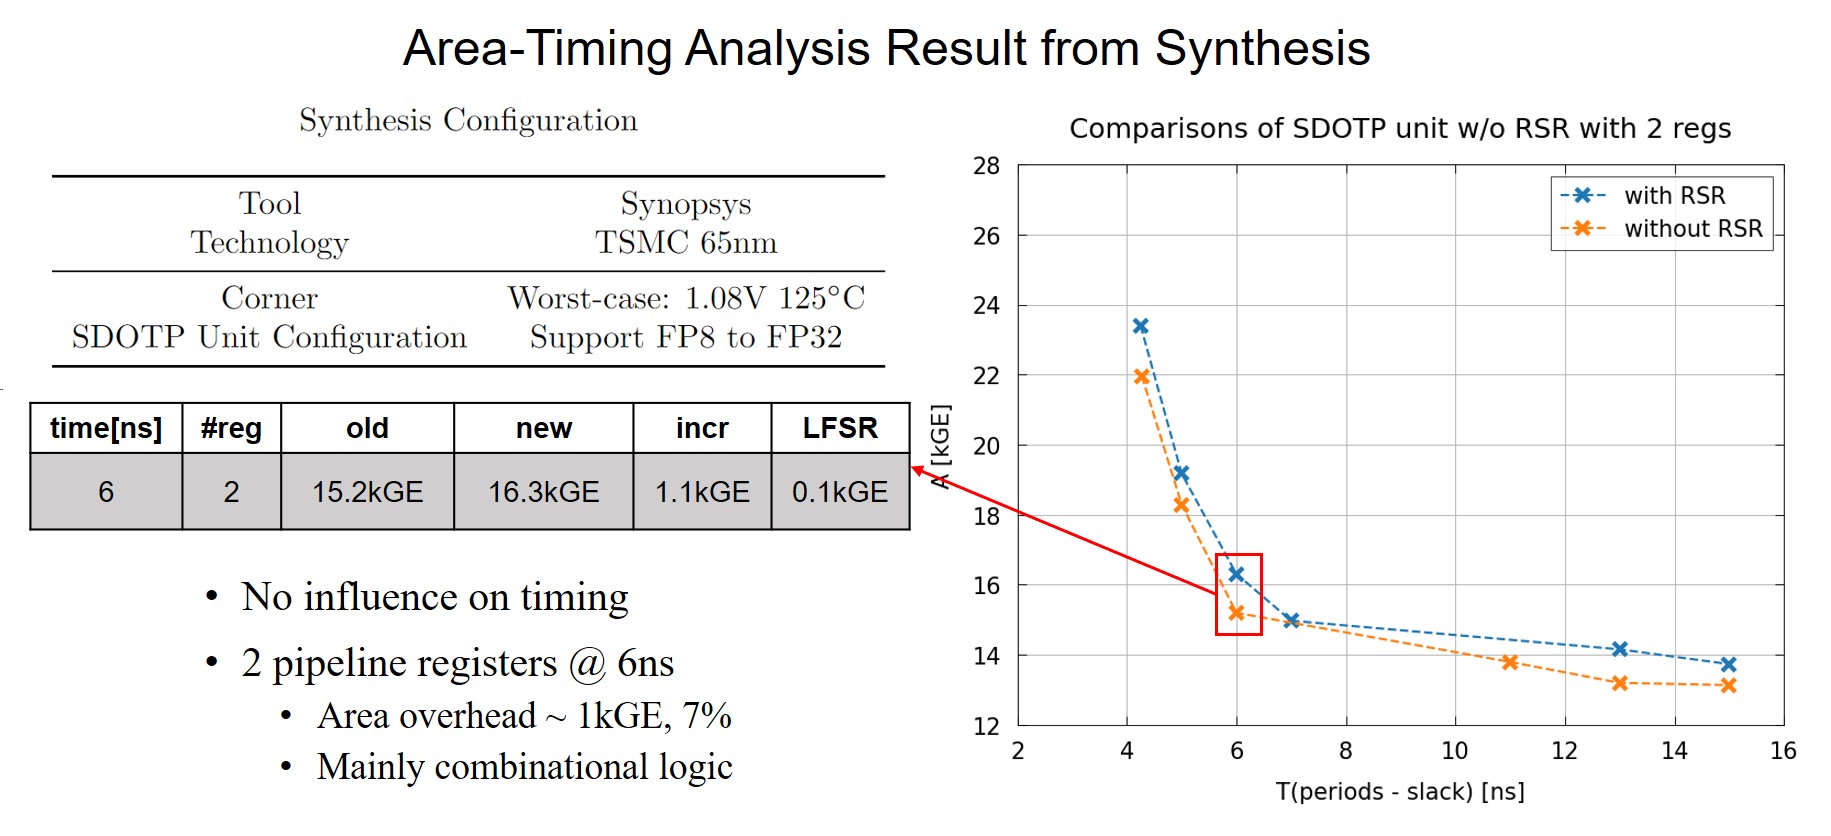 Area-Timing Analysis Result from Synthesis
Synthesis Configuration
Tool Synopsys
Technology TSMC 65nm
Corner Worst-case: 1.08V 125°C
SDOTP Unit Configuration Support FP8 to FP32
time[ns] #reg old new incr LFSR
6 2 15.2kGE 16.3kGE 1.1kGE 0.1kGE
• No influence on timing
• 2 pipeline registers @ 6ns
• Area overhead ~ 1kGE, 7%
• Mainly combinational logic
Comparisons of SDOTP unit w/o RSR with 2 regs
with RSR
without RSR
28
26
24
22
20
18
16
14
12
A [kGE]
2 4 6 8 10 12 14 16
T(periods - slack) [ns]